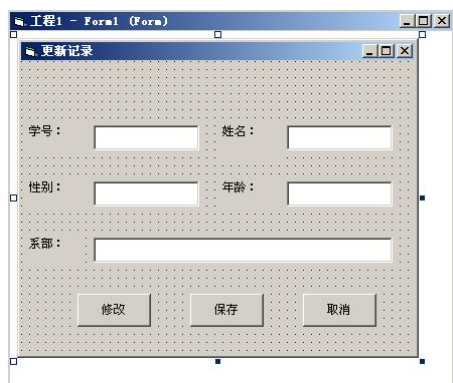 工程1 - Form1 (Form)
更新记录
学号： 姓名：
性别： 年龄：
系部：
修改 保存 取消